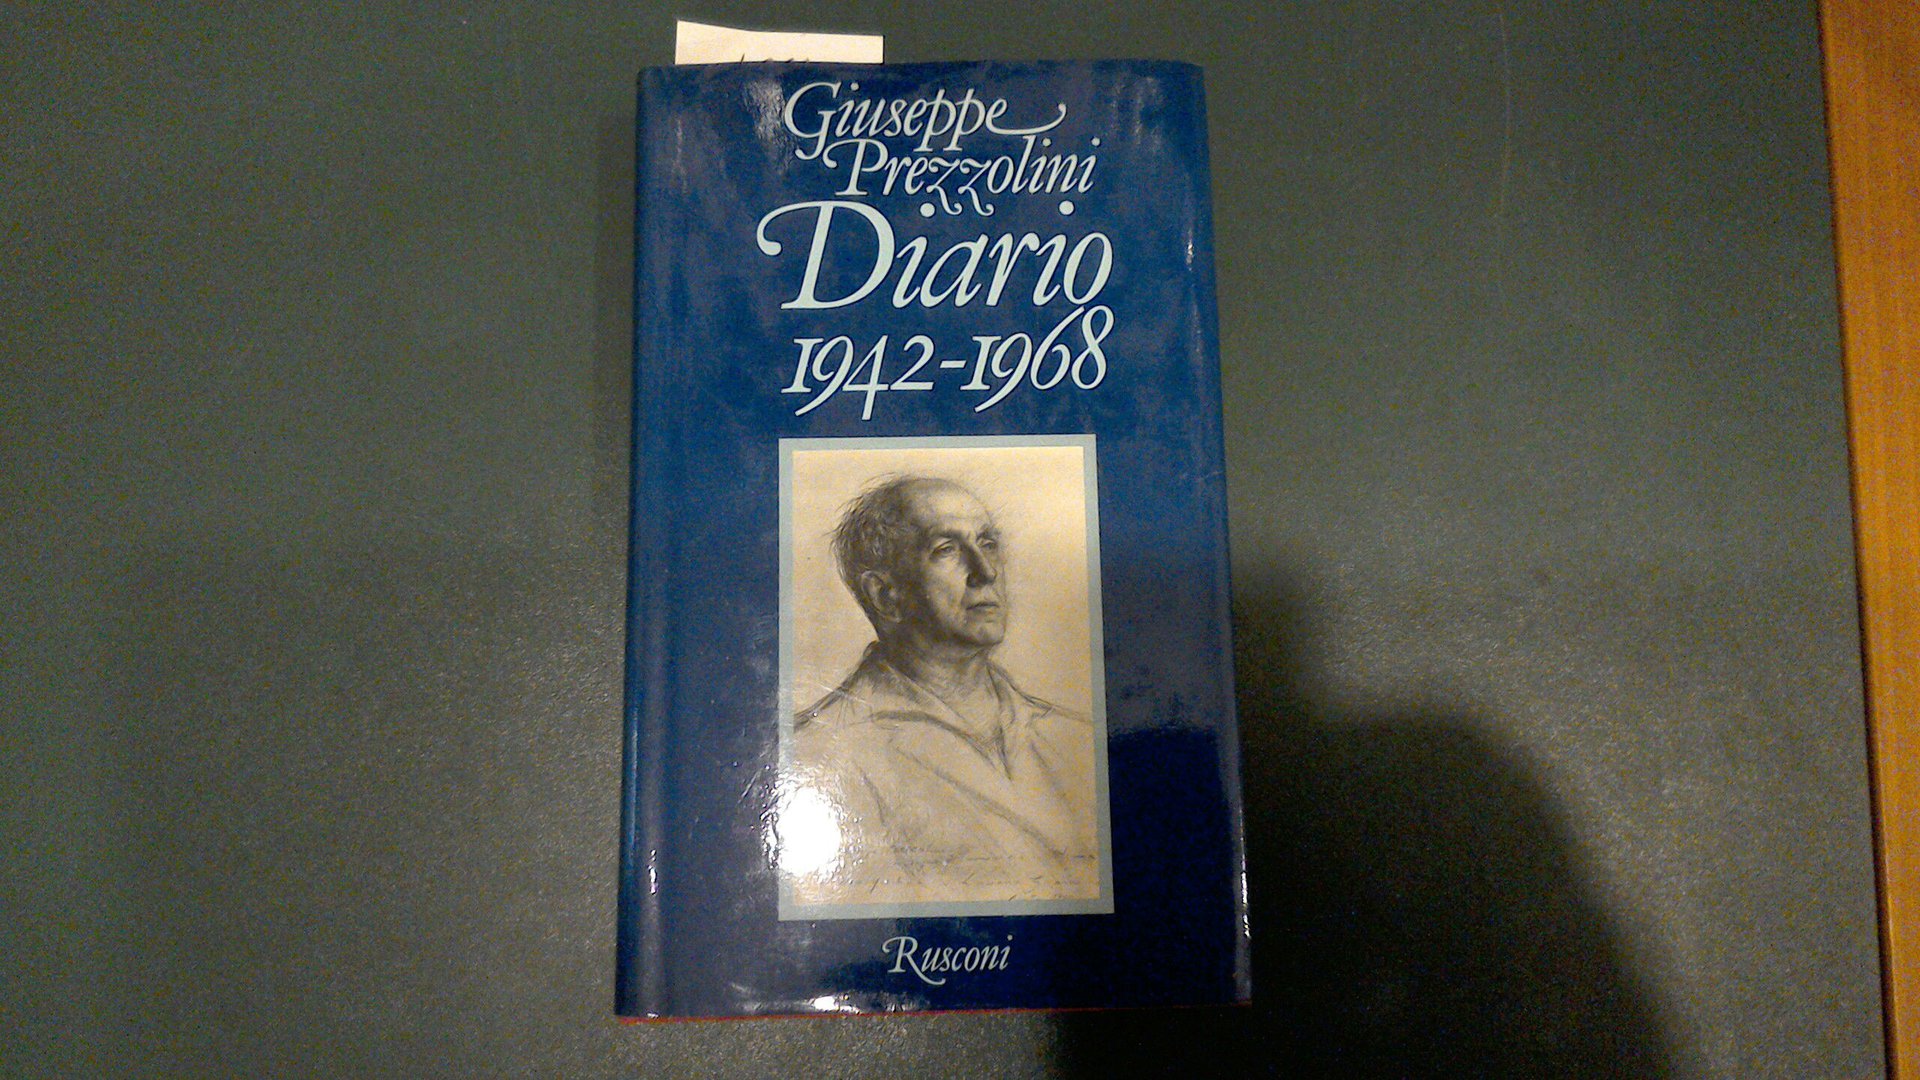 Giuseppe
Prezzolini
Diario
1942-1968
Rusconi